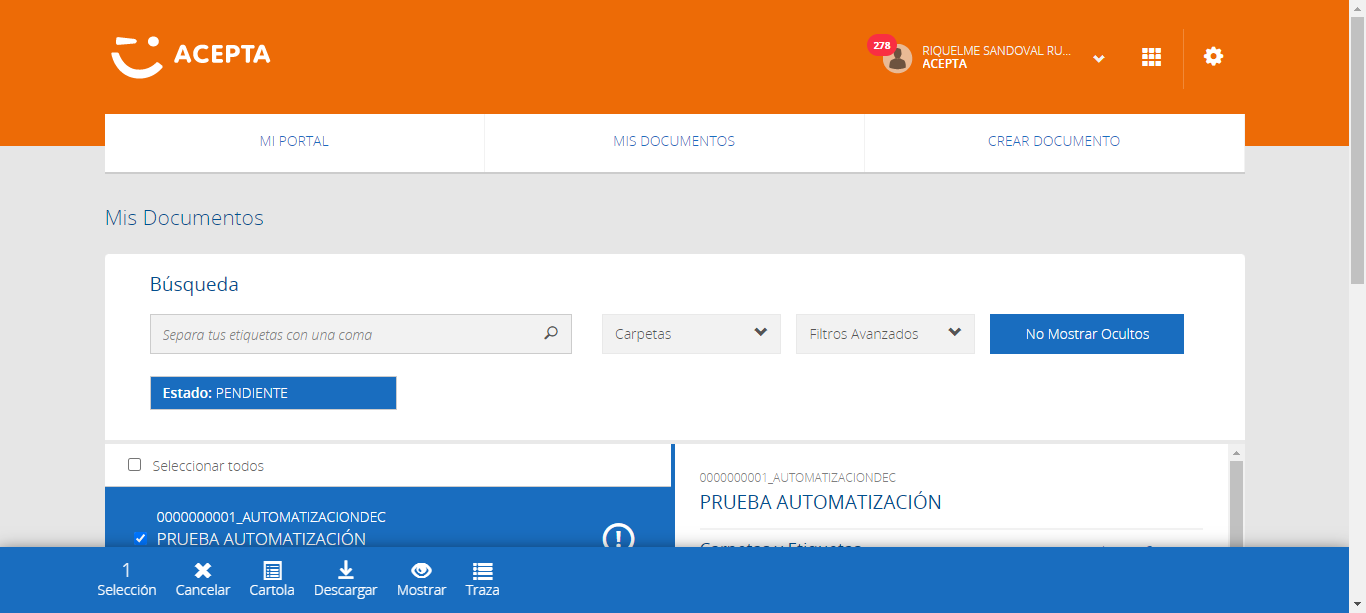 ACEPTA
278
RIQUELME SANDOVAL RU...
ACEPTA
MI PORTAL
MIS DOCUMENTOS
CREAR DOCUMENTO
Mis Documentos
Búsqueda
Separa tus etiquetas con una coma
Carpetas
Filtros Avanzados
No Mostrar Ocultos
Estado: PENDIENTE
Seleccionar todos
0000000001_AUTOMATIZACIONDEC
PRUEBA AUTOMATIZACIÓN
0000000001_AUTOMATIZACIONDEC
PRUEBA AUTOMATIZACIÓN
Carpetas y Etiquetas
1
Selección
Cancelar
Cartola
Descargar
Mostrar
Traza